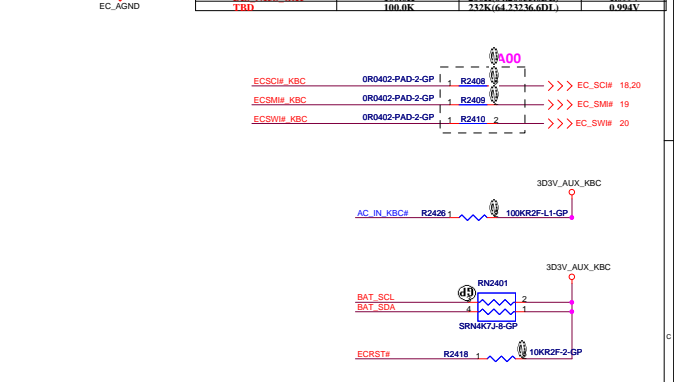 EC_AGND
TBD 100.0K 232K(64.23236.6DL) 0.994V
A00
ECSCI#_KBC 0R0402-PAD-2-GP 1 R2408 EC_SCI# 18,20
ECSMI#_KBC 0R0402-PAD-2-GP 1 R2409 EC_SMI# 19
ECSWI#_KBC 0R0402-PAD-2-GP 1 R2410 2 EC_SWI# 20
3D3V_AUX_KBC
AC_IN_KBC# R2426 1 100KR2F-L1-GP
3D3V_AUX_KBC
RN2401
BAT_SCL 2
BAT_SDA 4 1
SRN4K7J-8-GP
C
ECRST# R2418 1 10KR2F-2-GP